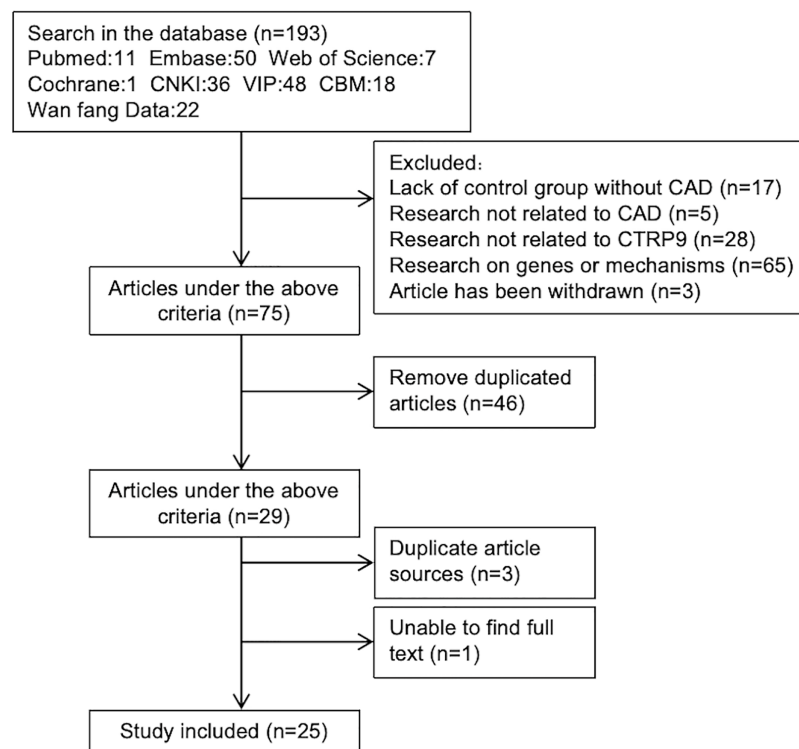 Search in the database (n=193)
Pubmed:11 Embase:50 Web of Science:7
Cochrane:1 CNKI:36 VIP:48 CBM:18
Wan fang Data:22
Excluded:
Lack of control group without CAD (n=17)
Research not related to CAD (n=5)
Research not related to CTRP9 (n=28)
Research on genes or mechanisms (n=65)
Article has been withdrawn (n=3)
Articles under the above
criteria (n=75)
Remove duplicated
articles (n=46)
Articles under the above
criteria (n=29)
Duplicate article
sources (n=3)
Unable to find full
text (n=1)
Study included (n=25)